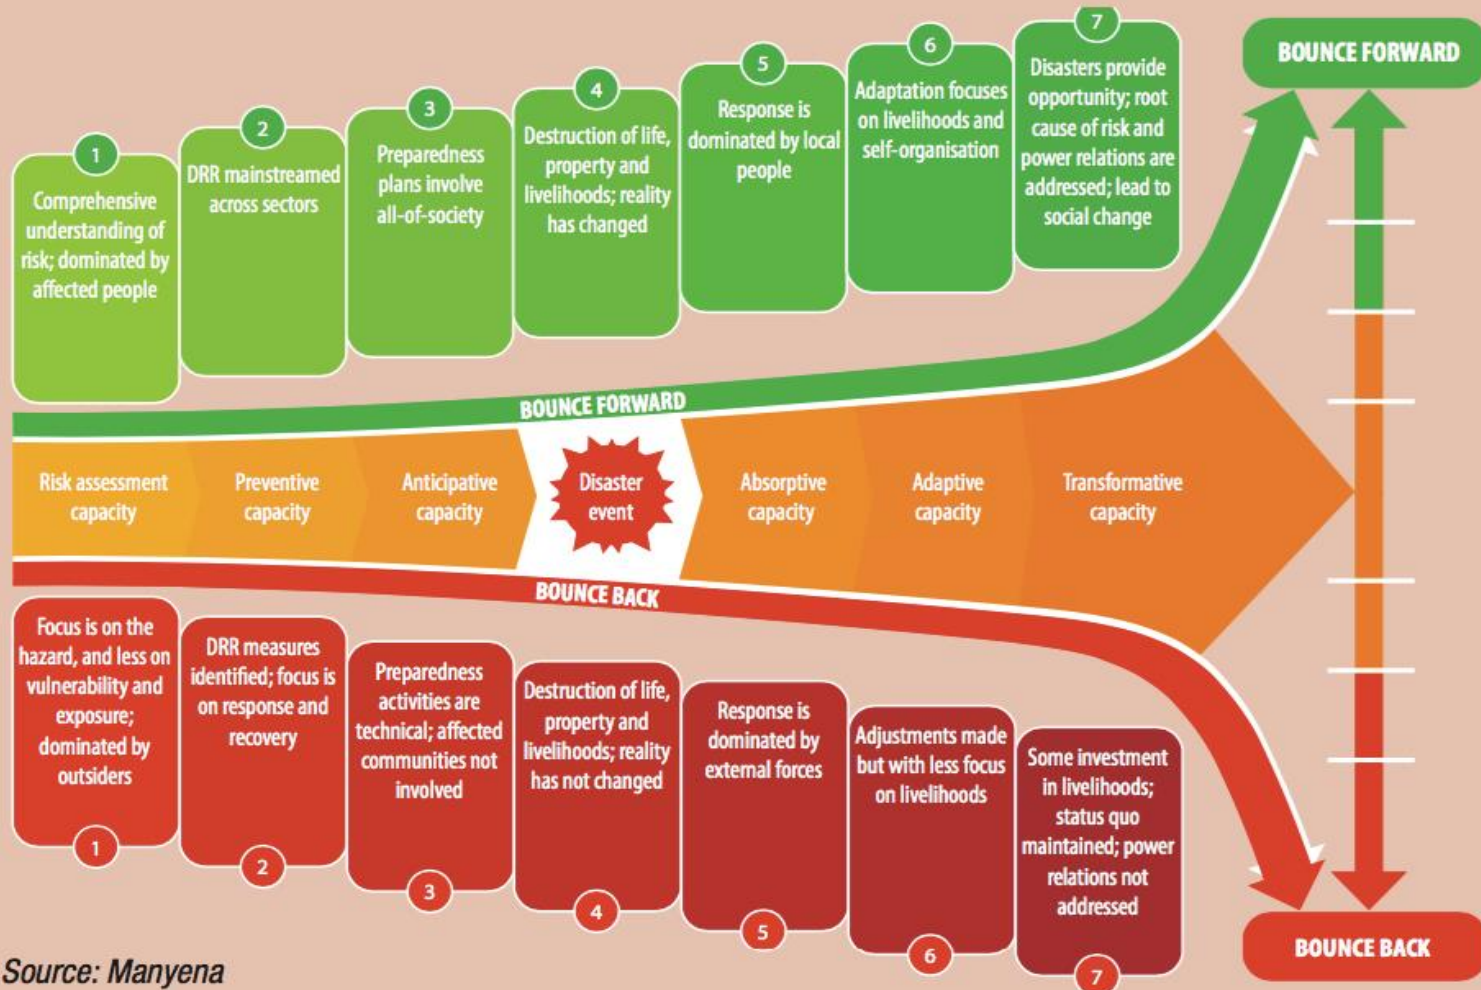 1
Comprehensive
understanding of
risk; dominated by
affected people
2
DRR mainstreamed
across sectors
3
Preparedness
plans involve
all-of-society
4
Destruction of life,
property and
livelihoods; reality
has changed
5
Response is
dominated by local
people
6
Adaptation focuses
on livelihoods and
self-organisation
7
Disasters provide
opportunity; root
cause of risk and
power relations are
addressed; lead to
social change
BOUNCE FORWARD
BOUNCE FORWARD
Risk assessment
capacity
Preventive
capacity
Anticipative
capacity
Disaster
event
Absorptive
capacity
Adaptive
capacity
Transformative
capacity
BOUNCE BACK
Focus is on the
hazard, and less on
vulnerability and
exposure;
dominated by
outsiders
1
DRR measures
identified; focus is
on response and
recovery
2
Preparedness
activities are
technical; affected
communities not
involved
3
Destruction of life,
property and
livelihoods; reality
has not changed
4
Response is
dominated by
external forces
5
Adjustments made
but with less focus
on livelihoods
6
Some investment
in livelihoods;
status quo
maintained; power
relations not
addressed
7
BOUNCE BACK
Source: Manyena